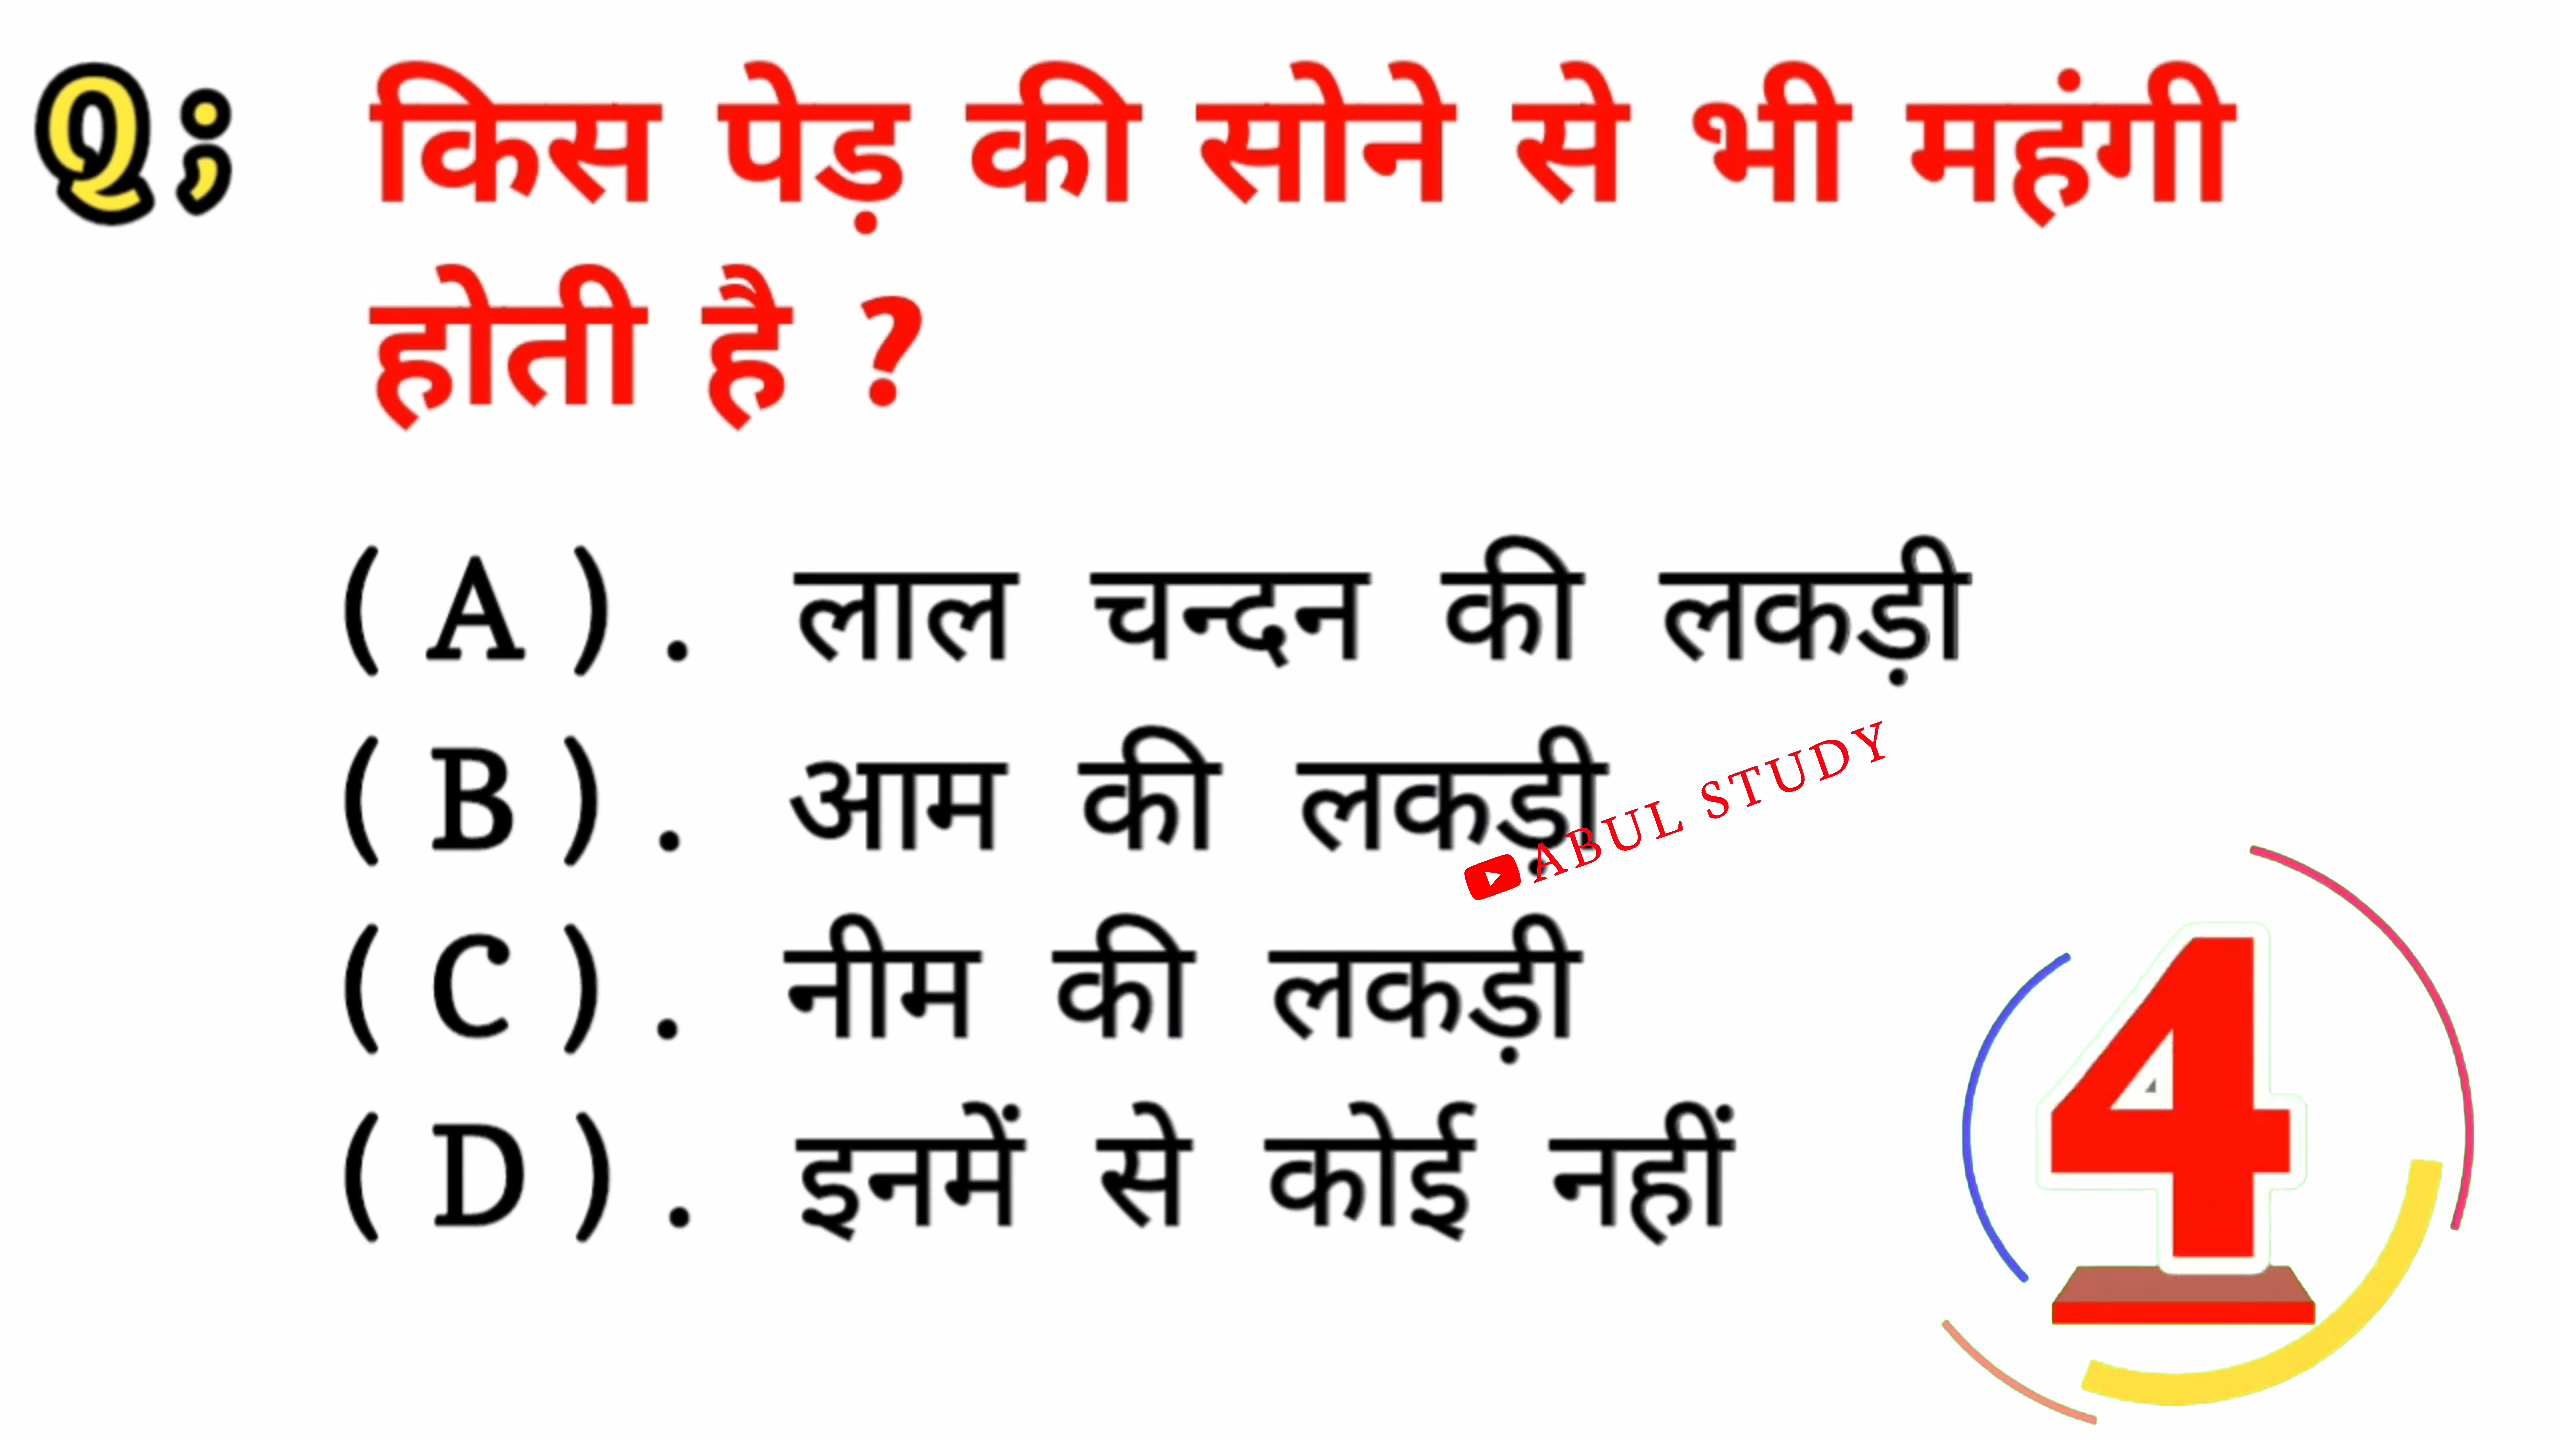 Q; किस पेड़ की सोने से भी महंगी
होती है ?
(A). लाल चन्दन की लकड़ी
(B). आम की लकड़ी
ABUL STUDY
(C). नीम की लकड़ी
(D). इनमें से कोई नहीं
4